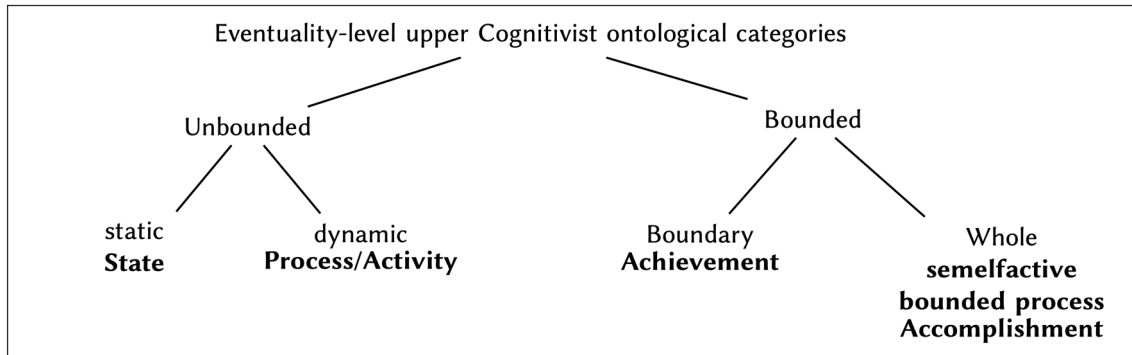 Eventuality-level upper Cognitivist ontological categories
Unbounded
Bounded
static
State
dynamic
Process/Activity
Boundary
Achievement
Whole
semelfactive
bounded process
Accomplishment